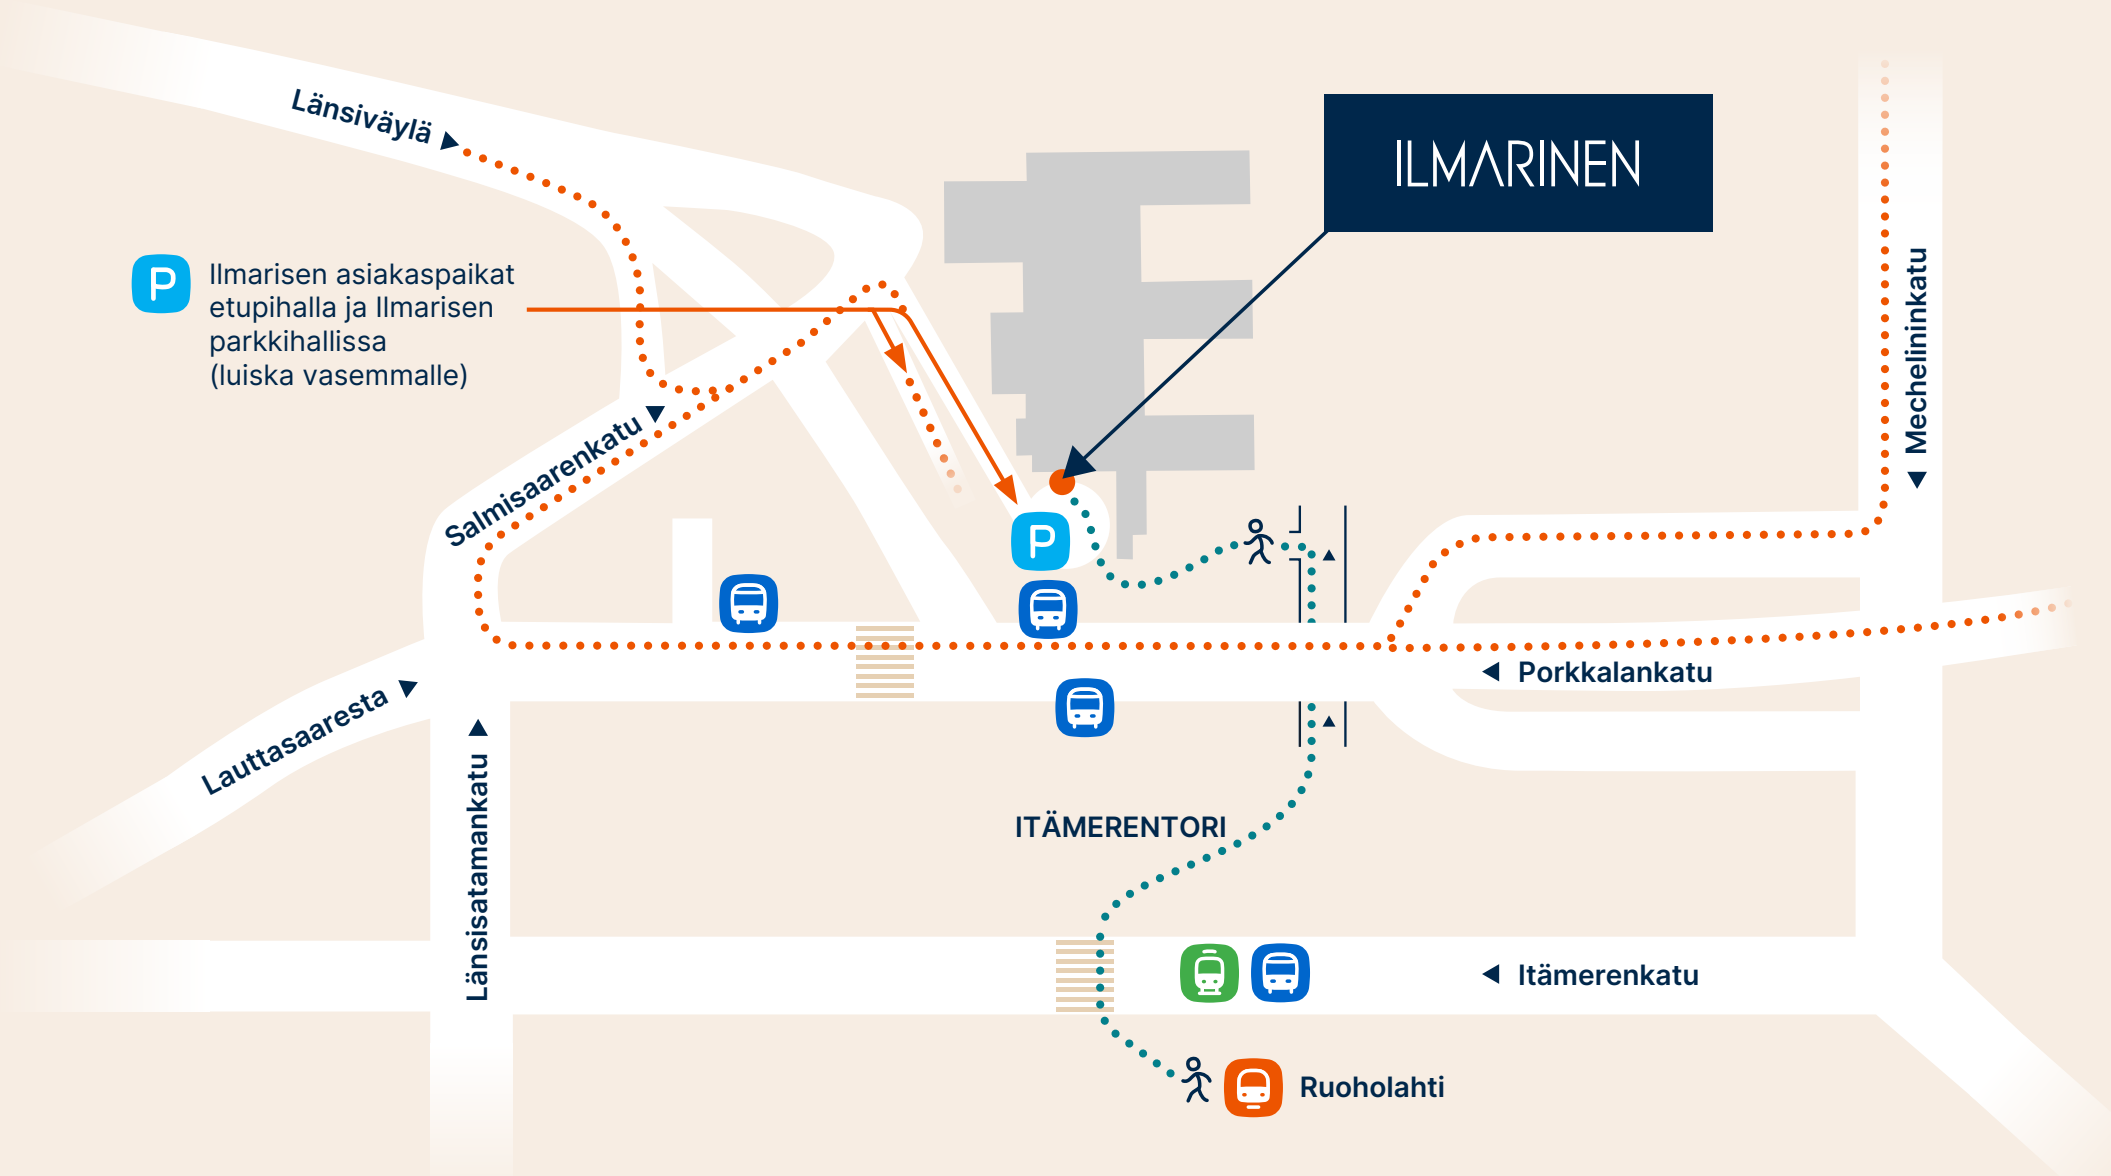 Länsiväylä
ILMARINEN
P
Ilmarisen asiakaspaikat
etupihalla ja Ilmarisen
parkkihallissa
(luiska vasemmalle)
Mechelininkatu
Salmisaarenkatu
P
Porkkalankatu
Lauttasaaresta
Länsisatamankatu
ITÄMERENTORI
Itämerenkatu
Ruoholahti